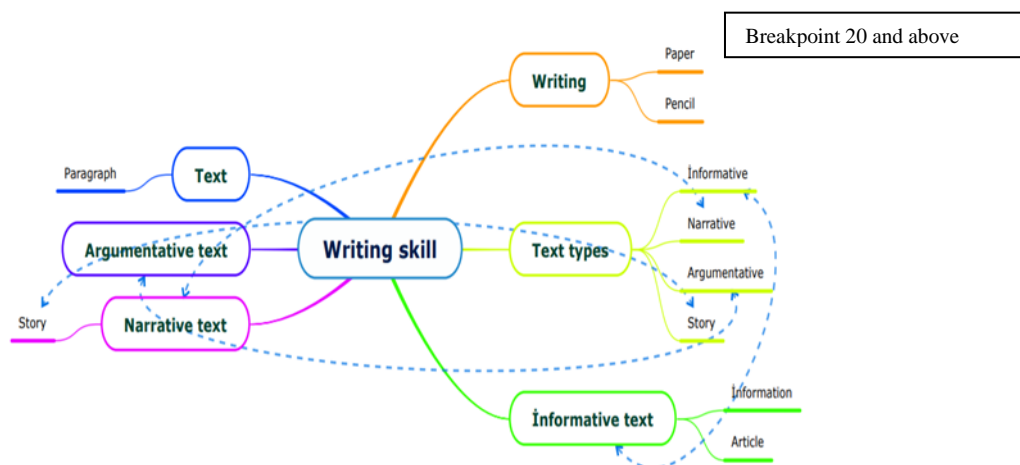 Breakpoint 20 and above
Paper
Writing
Pencil
Paragraph
Text
İnformative
Narrative
Argumentative text
Writing skill
Text types
Argumentative
Story
Narrative text
Story
İnformative text
İnformation
Article